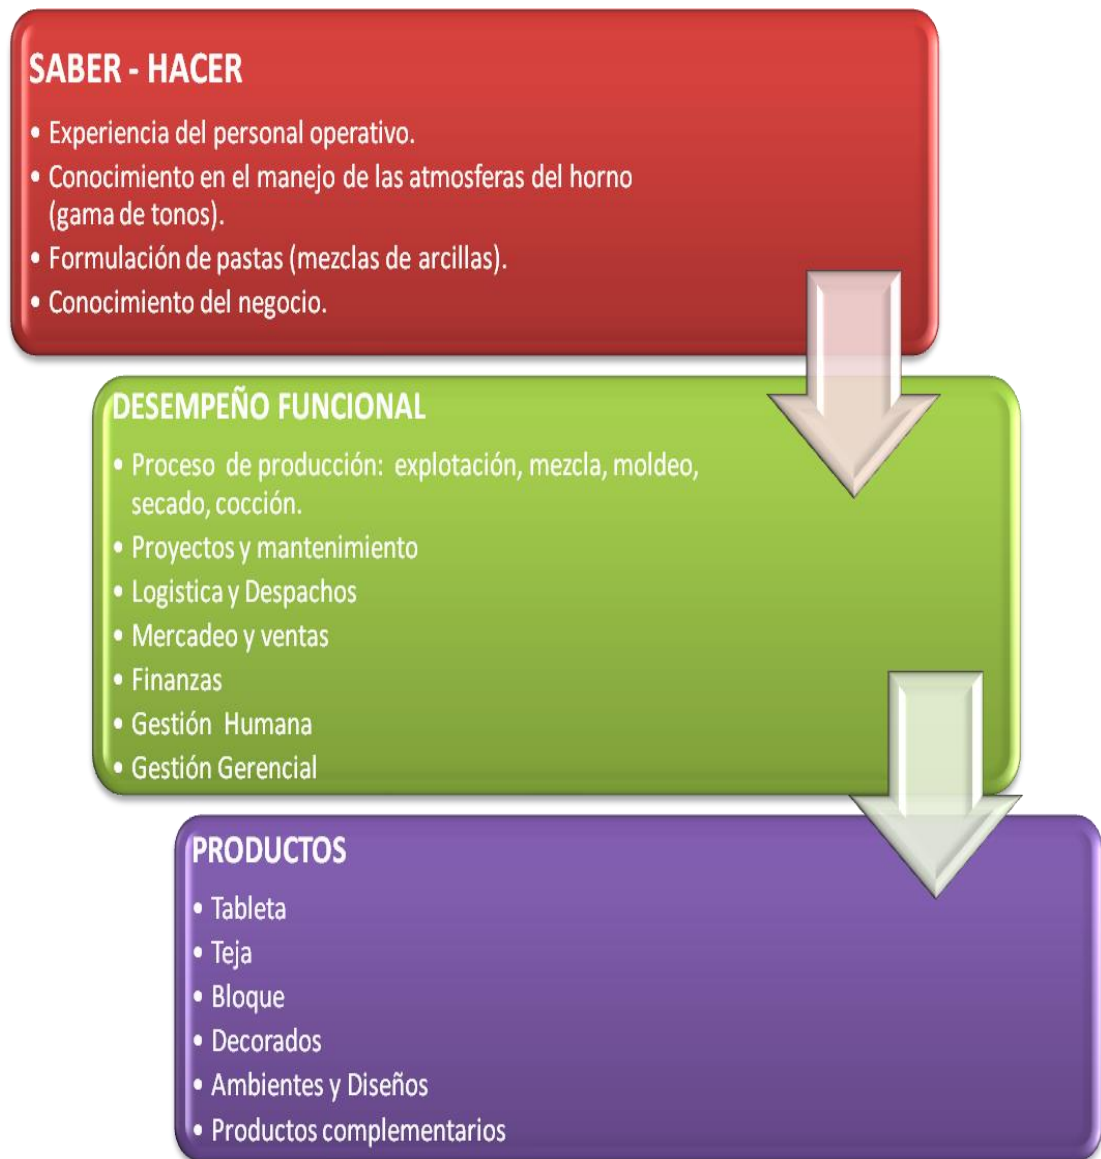 SABER - HACER
• Experiencia del personal operativo.
• Conocimiento en el manejo de las atmosferas del horno
(gama de tonos).
• Formulación de pastas (mezclas de arcillas).
• Conocimiento del negocio.
DESEMPEÑO FUNCIONAL
• Proceso de producción: explotación, mezcla, moldeo,
secado, cocción.
• Proyectos y mantenimiento
• Logistica y Despachos
• Mercadeo y ventas
• Finanzas
• Gestión Humana
• Gestión Gerencial
PRODUCTOS
• Tableta
• Teja
• Bloque
• Decorados
• Ambientes y Diseños
• Productos complementarios